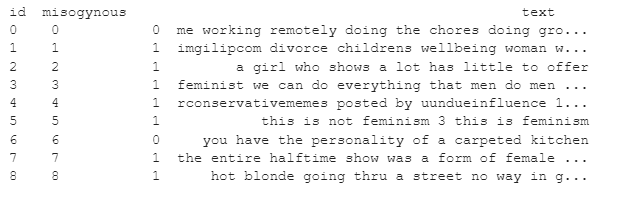 id misogynous text
0 0 0 me working remotely doing the chores doing gro...
1 1 1 imgilipcom divorce childrens wellbeing woman w...
2 2 1 a girl who shows a lot has little to offer
3 3 1 feminist we can do everything that men do men ...
4 4 1 rconservativememes posted by uundueinfluence 1...
5 5 1 this is not feminism 3 this is feminism
6 6 0 you have the personality of a carpeted kitchen
7 7 1 the entire halftime show was a form of female ...
8 8 1 hot blonde going thru a street no way in g...